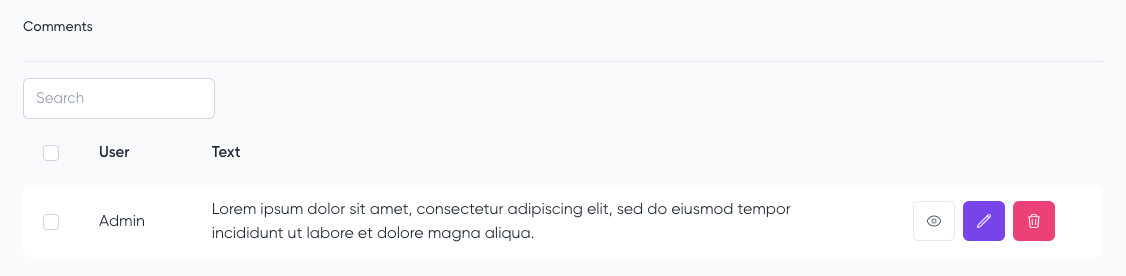 Comments
Search
User Text
Admin Lorem ipsum dolor sit amet, consectetur adipiscing elit, sed do eiusmod tempor
incididunt ut labore et dolore magna aliqua.